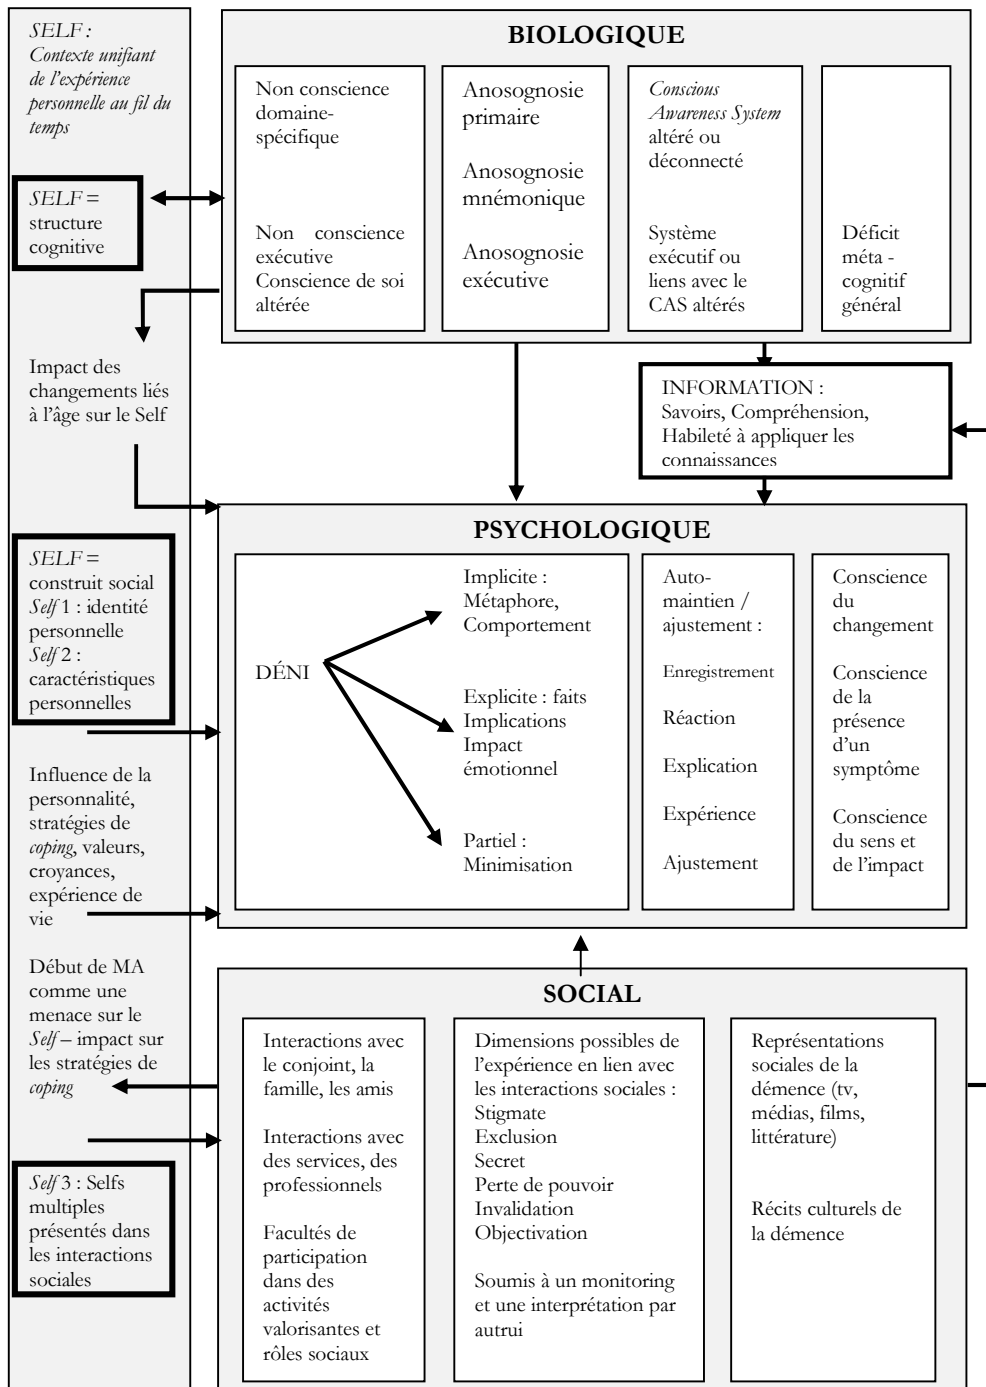 SELF :
Contexte unifiant
de l'expérience
personnelle au fil du
temps
SELF =
structure
cognitive
Impact des
changements liés
à l'âge sur le Self
SELF =
construit social
Self 1 : identité
personnelle
Self 2 :
caractéristiques
personnelles
Influence de la
personnalité,
stratégies de
coping, valeurs,
croyances,
expérience de
vie
Début de MA
comme une
menace sur le
Self – impact sur
les stratégies de
coping
Self 3 : Selfs
multiples
présentés dans
les interactions
sociales
BIOLOGIQUE
Non conscience
domaine-
spécifique
Non conscience
exécutive
Conscience de soi
altérée
Anosognosie
primaire
Anosognosie
mnémonique
Anosognosie
exécutive
Conscious
Awareness System
altéré ou
déconnecté
Système
exécutif ou
liens avec le
CAS altérés
Déficit
méta -
cognitif
général
INFORMATION :
Savoirs, Compréhension,
Habileté à appliquer les
connaissances
PSYCHOLOGIQUE
DÉNI
Implicite :
Métaphore,
Comportement
Explicite : faits
Implications
Impact
émotionnel
Partiel :
Minimisation
Auto-
maintien /
ajustement :
Enregistrement
Réaction
Explication
Expérience
Ajustement
Conscience
du
changement
Conscience
de la
présence
d'un
symptôme
Conscience
du sens et
de l'impact
SOCIAL
Interactions avec
le conjoint, la
famille, les amis
Interactions avec
des services, des
professionnels
Facultés de
participation
dans des
activités
valorisantes et
rôles sociaux
Dimensions possibles de
l'expérience en lien avec
les interactions sociales :
Stigmate
Exclusion
Secret
Perte de pouvoir
Invalidation
Objectivation
Soumis à un monitoring
et une interprétation par
autrui
Représentations
sociales de la
démence (tv,
médias, films,
littérature)
Récits culturels de
la démence